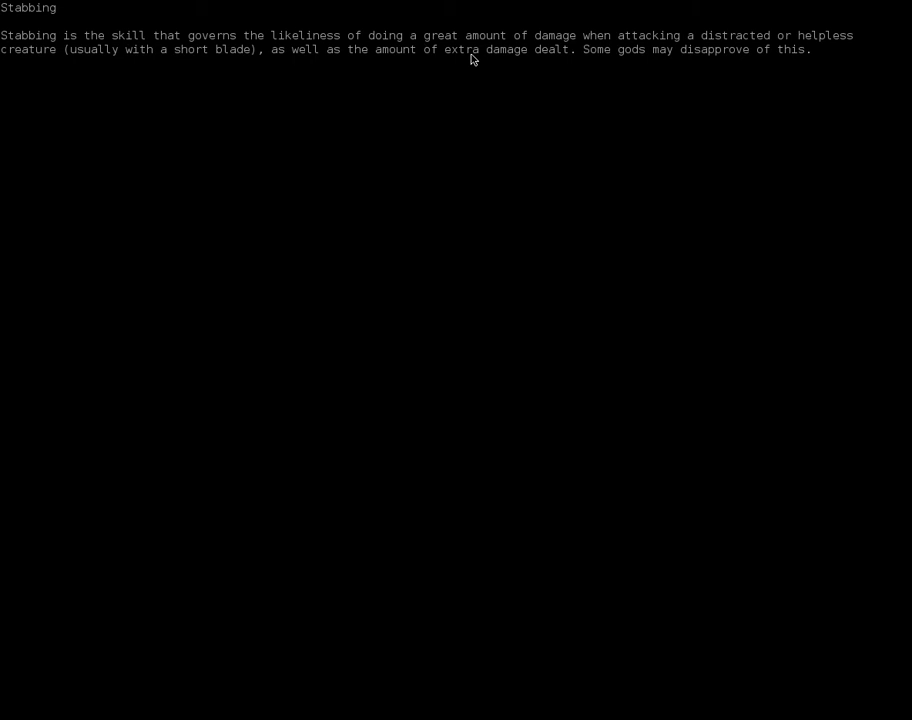 Stabbing
Stabbing is the skill that governs the likeliness of doing a great amount of damage when attacking a distracted or helpless
creature (usually with a short blade), as well as the amount of extra damage dealt. Some gods may disapprove of this.